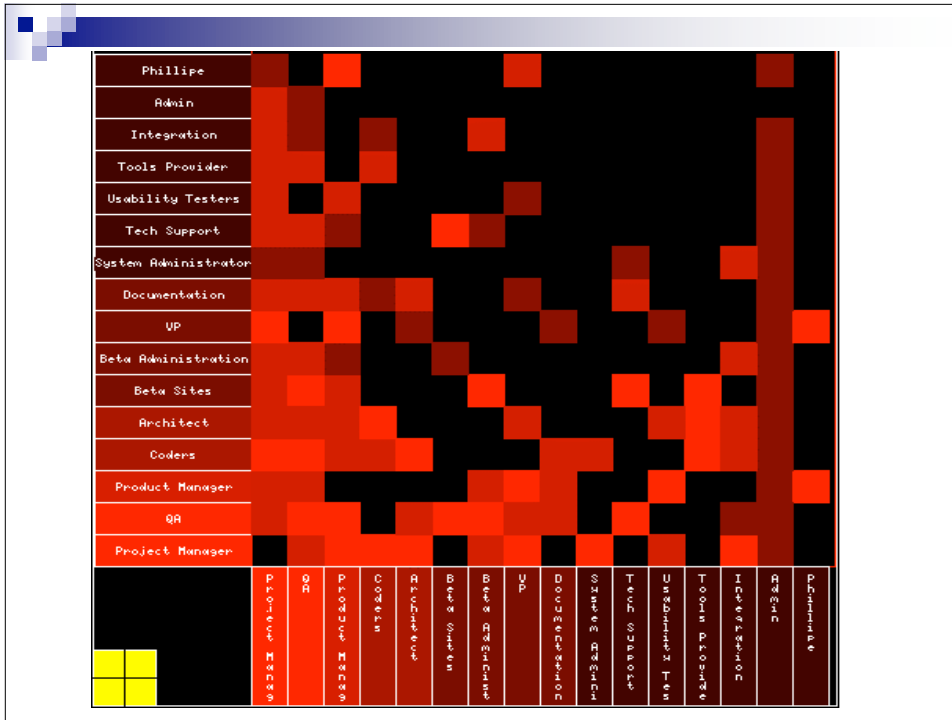 Phillipe
Admin
Integration
Tools Provider
Usability Testers
Tech Support
System Administrator
Documentation
VP
Beta Administration
Beta Sites
Architect
Coders
Product Manager
QA
Project Manager
Project Manag
QA
Product Manag
Coders
Architect
Beta Sites
Beta Administ
VP
Documentation
System Admini
Tech Support
Usability Tes
Tools Provide
Integration
Admin
Phillipe